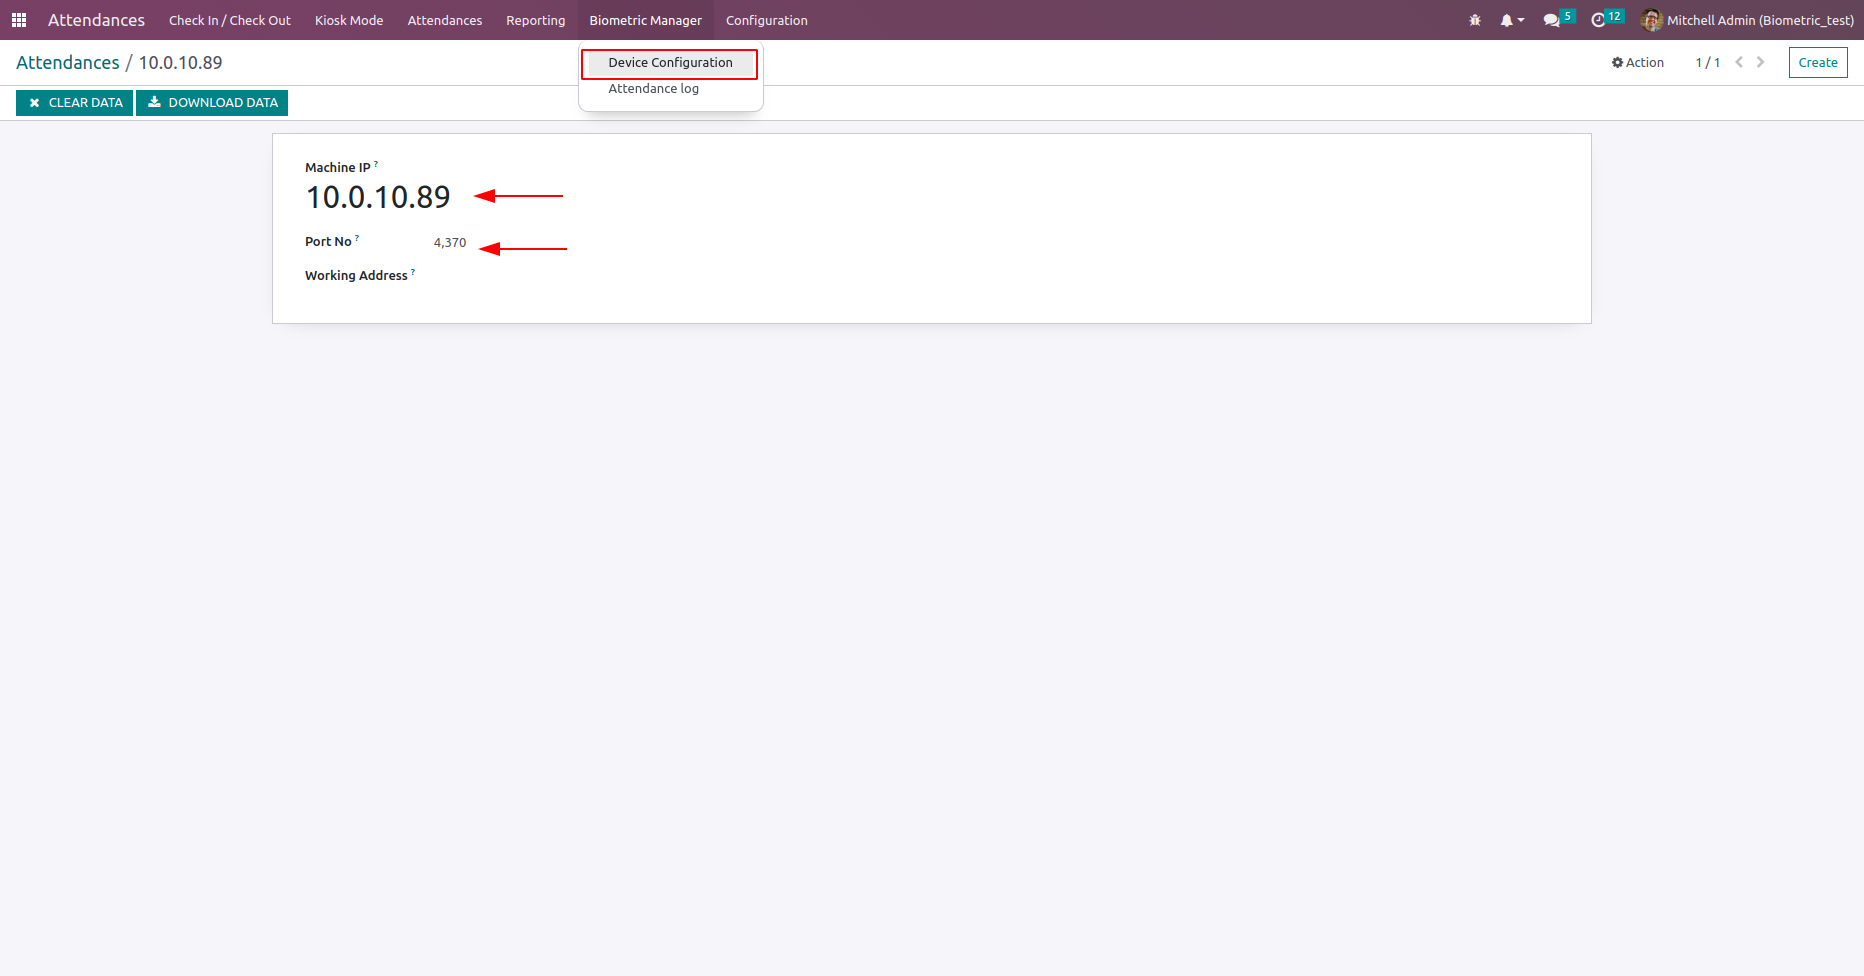 Attendances Check In / Check Out Kiosk Mode Attendances Reporting Biometric Manager Configuration 5 12 Mitchell Admin (Biometric_test)
Attendances / 10.0.10.89 Device Configuration Action 1 / 1 Create
Attendance log
CLEAR DATA DOWNLOAD DATA
Machine IP ?
10.0.10.89
Port No ? 4,370
Working Address ?